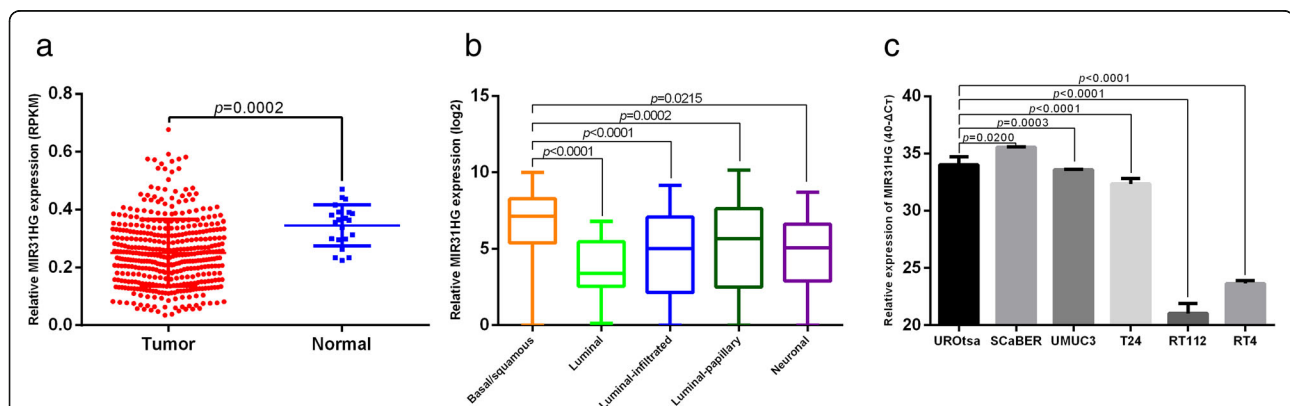 a
p=0.0002
Relative MIR31HG expression (RPKM)
0.8
0.6
0.4
0.2
0.0
Tumor
Normal
b
p=0.0215
p=0.0002
p<0.0001
p<0.0001
Relative MIR31HG expression (log2)
15
10
5
0
Basal/squamous
Luminal
Luminal-infiltrated
Luminal-papillary
Neuronal
c
p<0.0001
p<0.0001
p<0.0001
p=0.0003
p=0.0200
Relative expression of MIR31HG (40-ΔCT)
40
35
30
25
20
UROtsa
SCaBER
UMUC3
T24
RT112
RT4